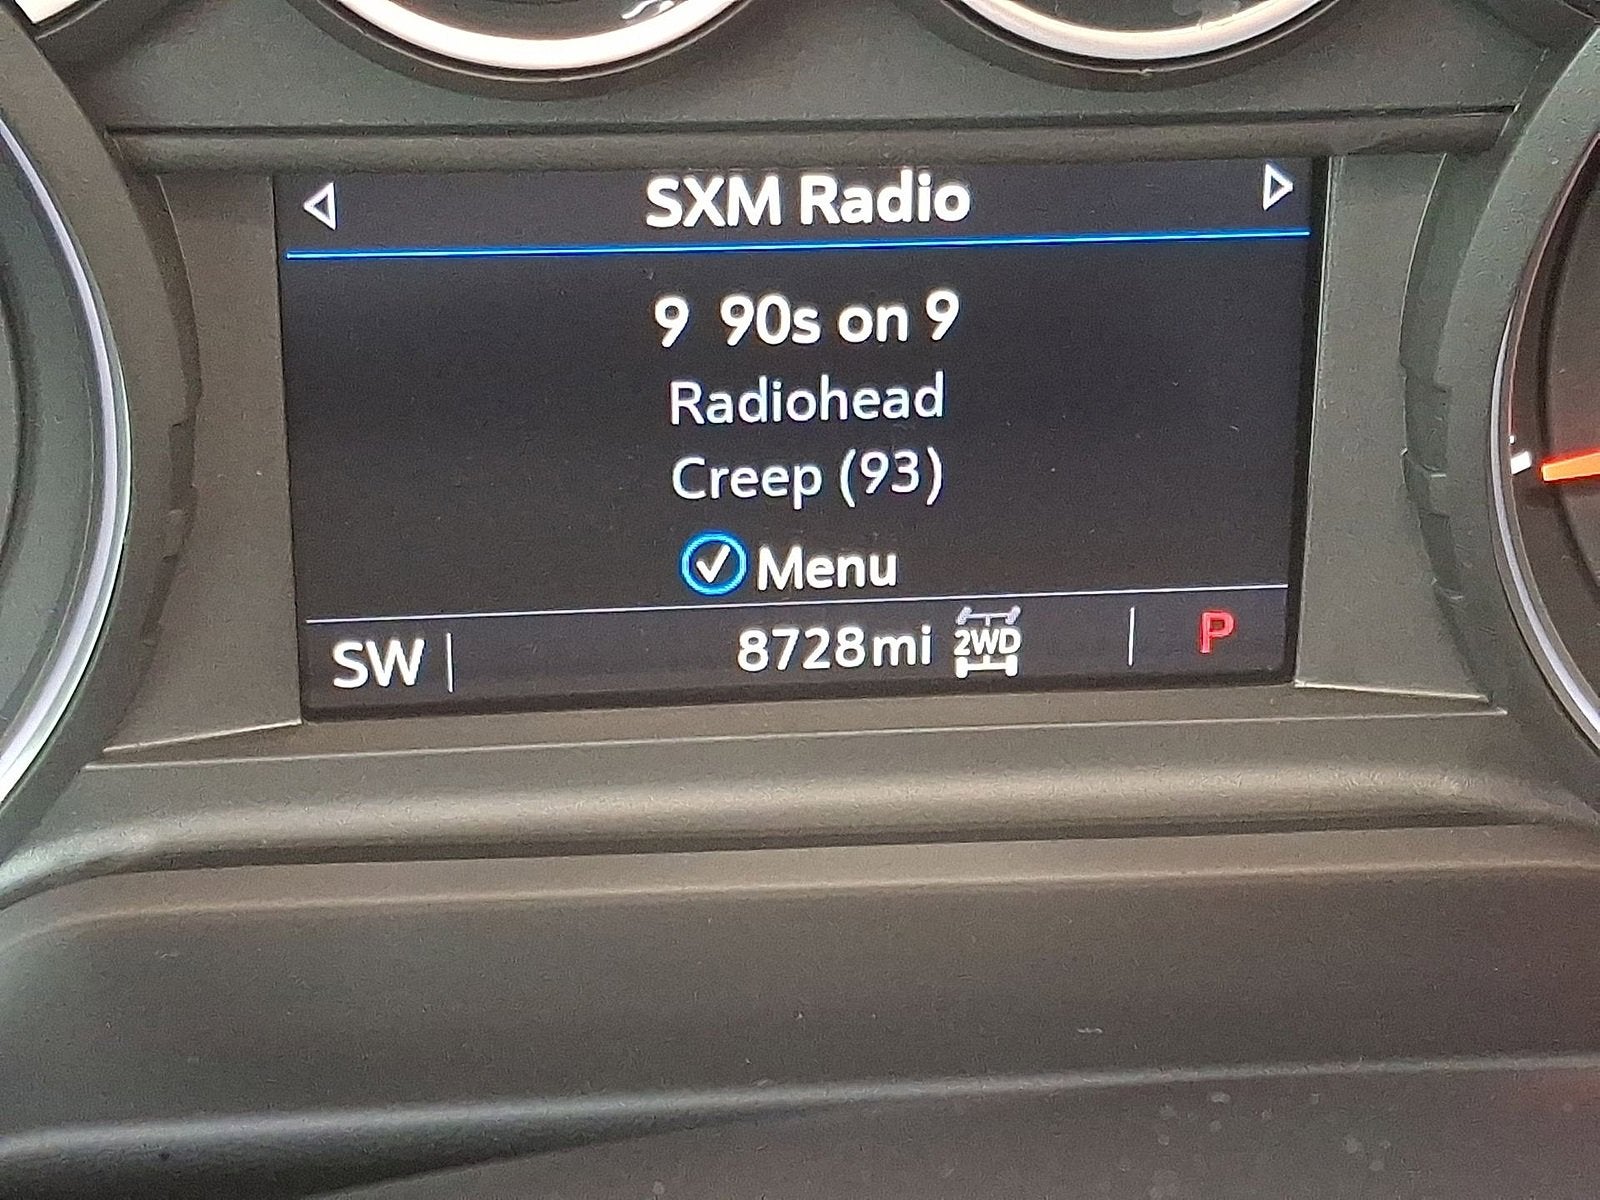 SXM Radio
9 90s on 9
Radiohead
Creep (93)
Menu
SW 8728mi 2WD P